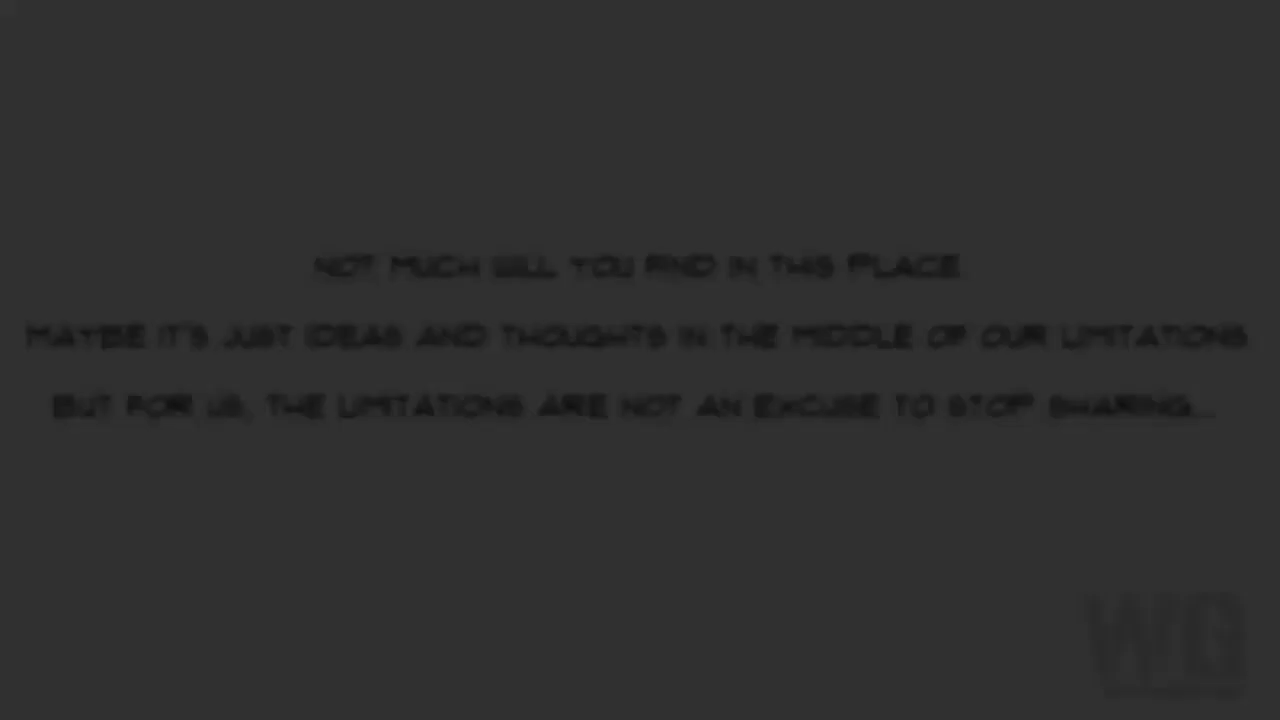 NOT MUCH WILL YOU FIND IN THIS PLACE
MAYBE IT'S JUST IDEAS AND THOUGHTS IN THE MIDDLE OF OUR LIMITATIONS
BUT FOR US, THE LIMITATIONS ARE NOT AN EXCUSE TO STOP SHARING...